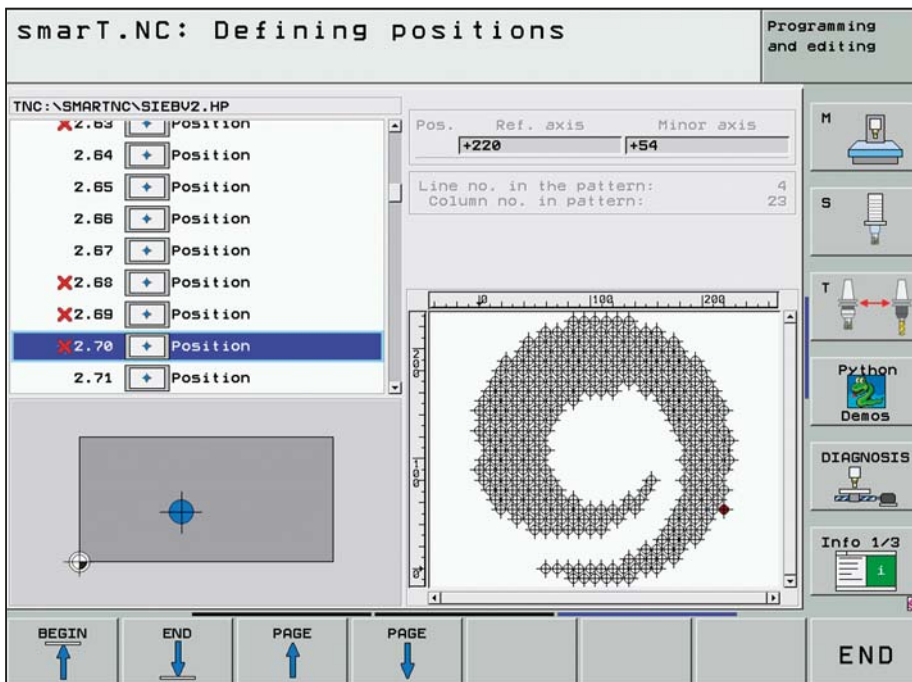 smarT.NC: Defining positions
Programming
and editing
TNC:\SMARTNC\SIEBV2.HP
2.63 Position
2.64 Position
2.65 Position
2.66 Position
2.67 Position
2.68 Position
2.69 Position
2.70 Position
2.71 Position
Pos. Ref. axis Minor axis
+220 +54
Line no. in the pattern: 4
Column no. in pattern: 23
M
S
T
Python
Demos
DIAGNOSIS
Info 1/3
i
BEGIN
END
PAGE
PAGE
END